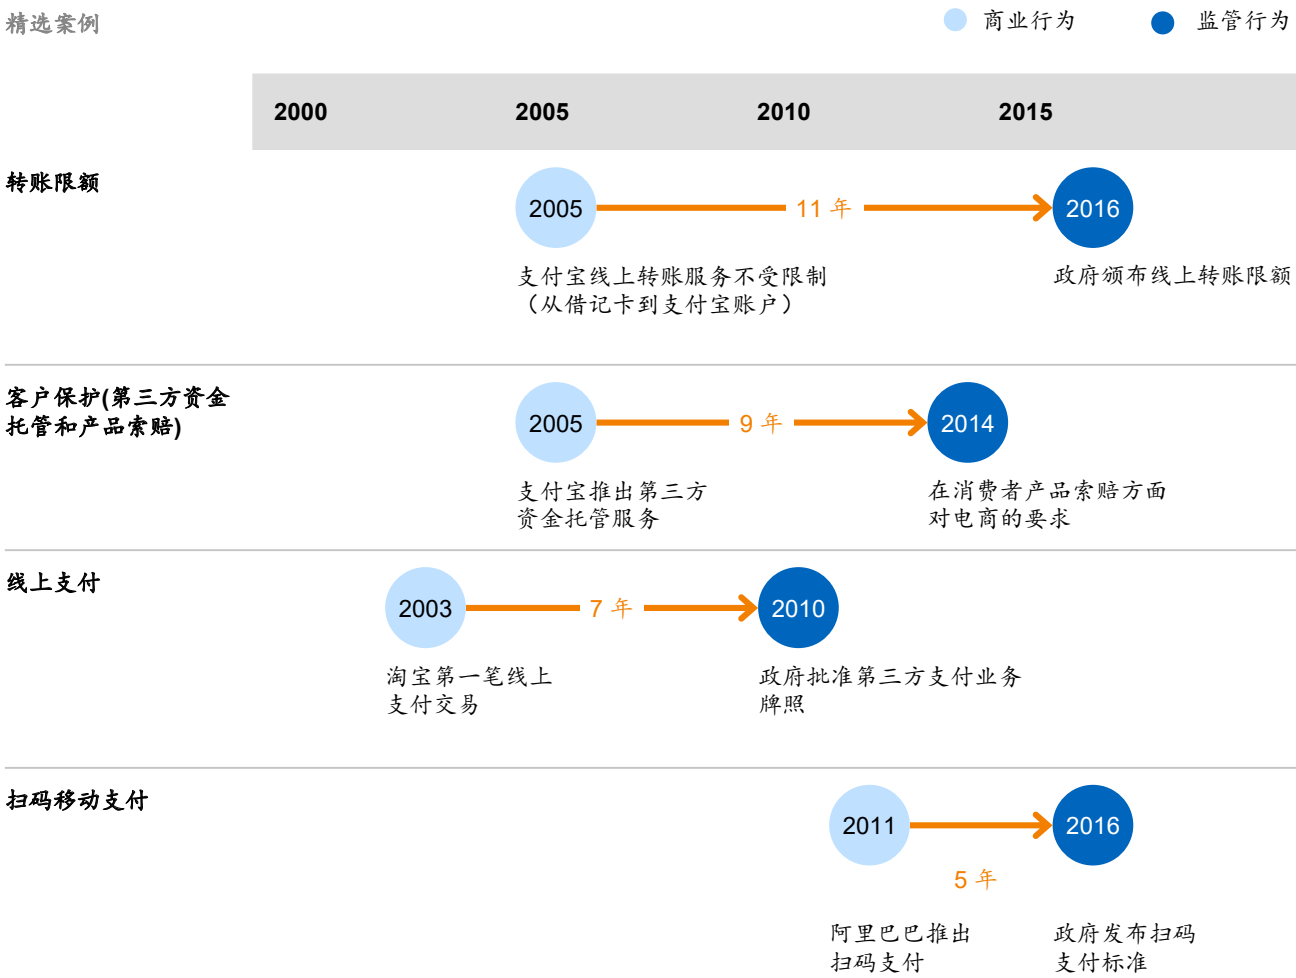 精选案例
商业行为
监管行为
2000
2005
2010
2015
转账限额
2005
11 年
2016
支付宝线上转账服务不受限制
（从借记卡到支付宝账户）
政府颁布线上转账限额
客户保护(第三方资金
托管和产品索赔)
2005
9 年
2014
支付宝推出第三方
资金托管服务
在消费者产品索赔方面
对电商的要求
线上支付
2003
7 年
2010
淘宝第一笔线上
支付交易
政府批准第三方支付业务
牌照
扫码移动支付
2011
2016
5 年
阿里巴巴推出
扫码支付
政府发布扫码
支付标准